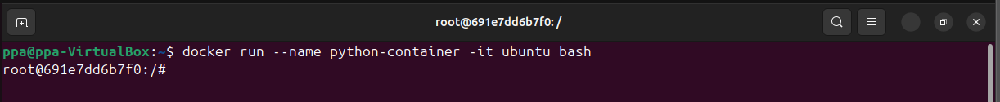 root@691e7dd6b7f0: /
ppa@ppa-VirtualBox:~$ docker run --name python-container -it ubuntu bash
root@691e7dd6b7f0:/#